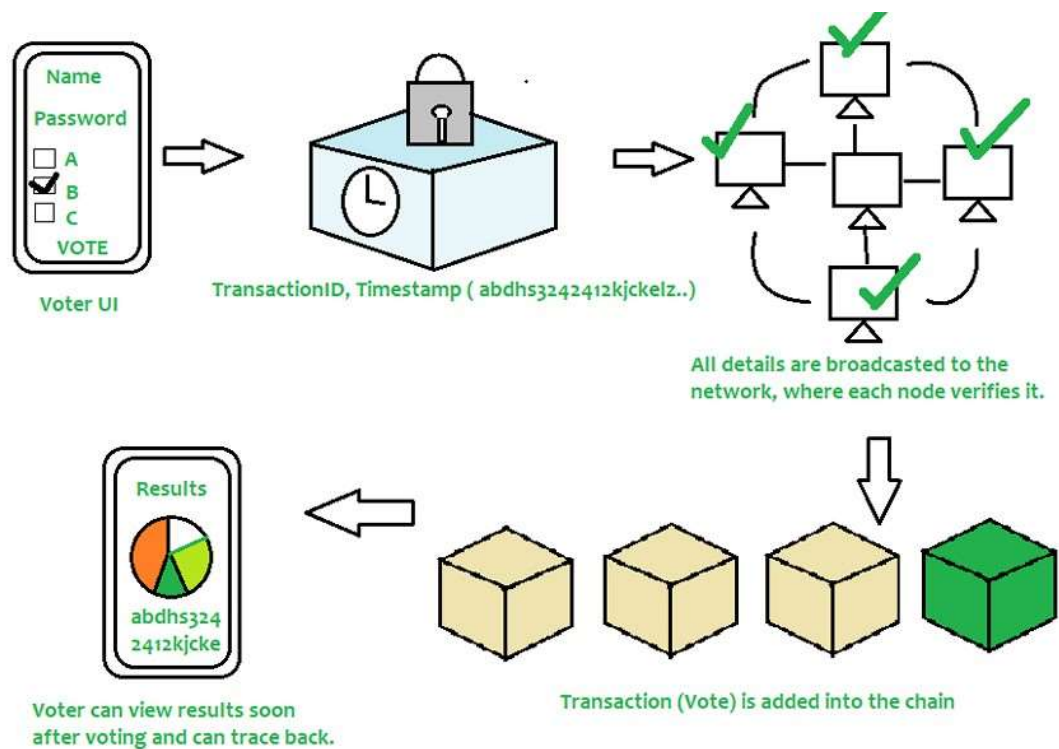 Name
Password
A
B
C
VOTE
Voter UI
TransactionID, Timestamp ( abdhs3242412kjckelz..)
All details are broadcasted to the
network, where each node verifies it.
Results
abdhs324
2412kjcke
Voter can view results soon
after voting and can trace back.
Transaction (Vote) is added into the chain